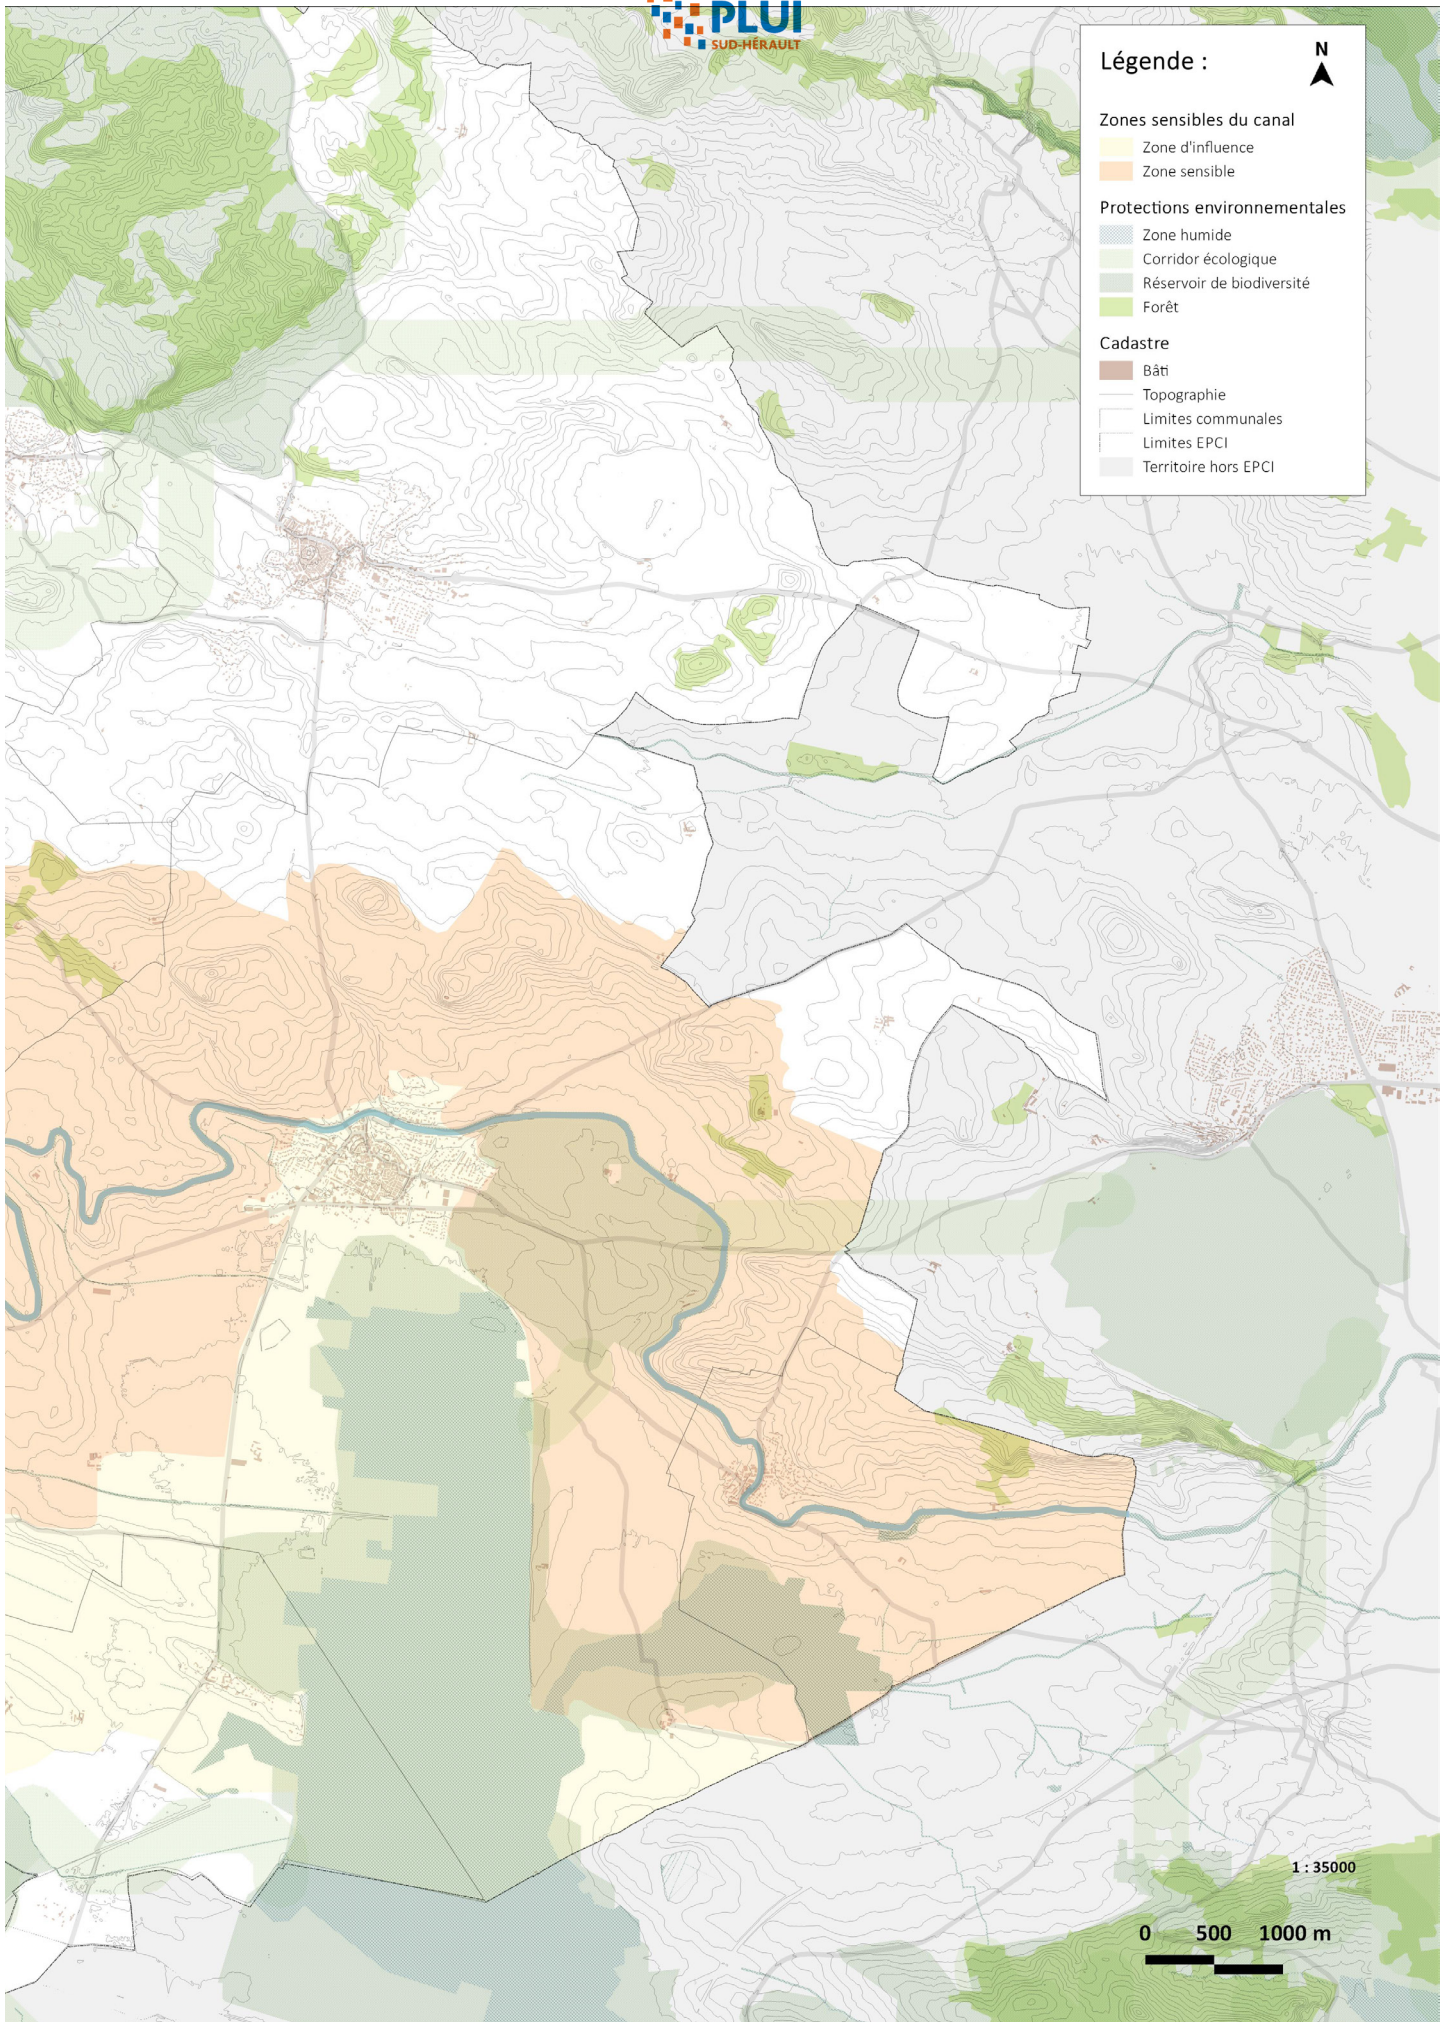 PLUI
SUD-HÉRAULT
Légende :
N
Zones sensibles du canal
Zone d'influence
Zone sensible
Protections environnementales
Zone humide
Corridor écologique
Réservoir de biodiversité
Forêt
Cadastre
Bâti
Topographie
Limites communales
Limites EPCI
Territoire hors EPCI
1 : 35000
0 500 1000 m